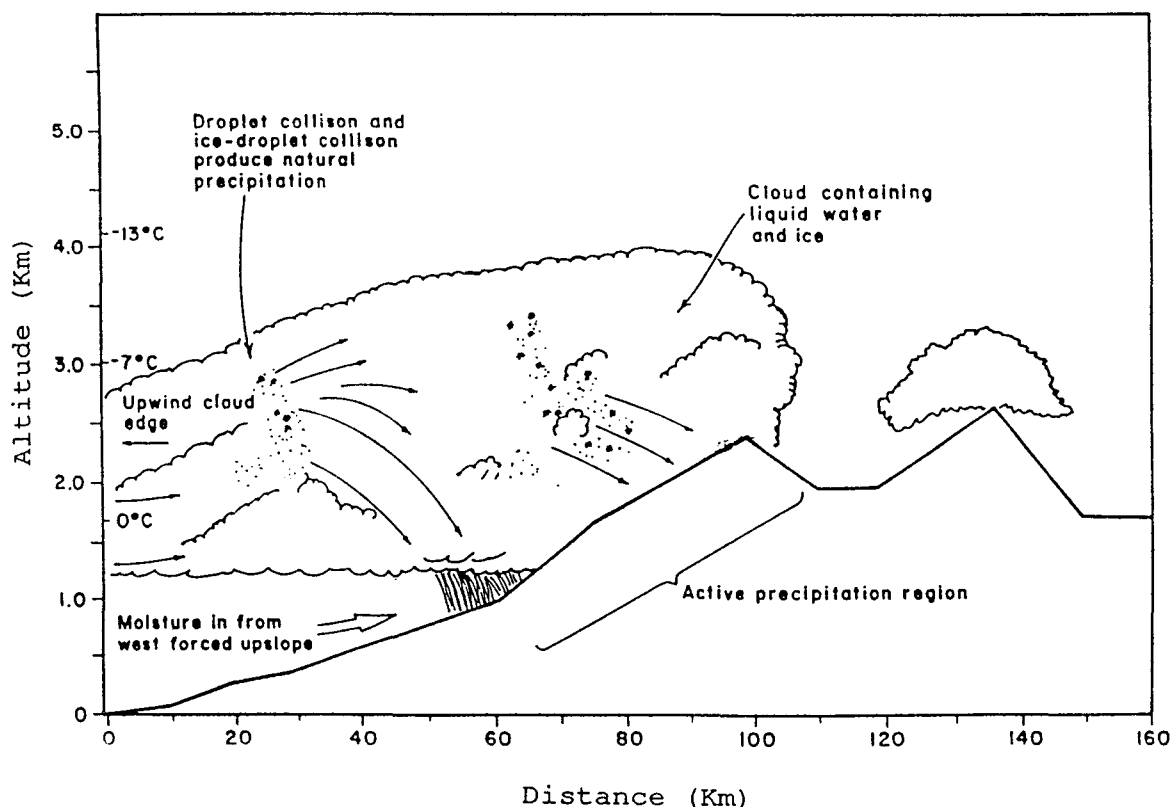 Droplet collision and
ice-droplet collision
produce natural
precipitation
Cloud containing
liquid water
and ice
Altitude (Km)
5.0
4.0
3.0
2.0
1.0
0
-13°C
-7°C
0°C
Upwind cloud
edge
Moisture in from
west forced upslope
Active precipitation region
0 20 40 60 80 100 120 140 160
Distance (Km)